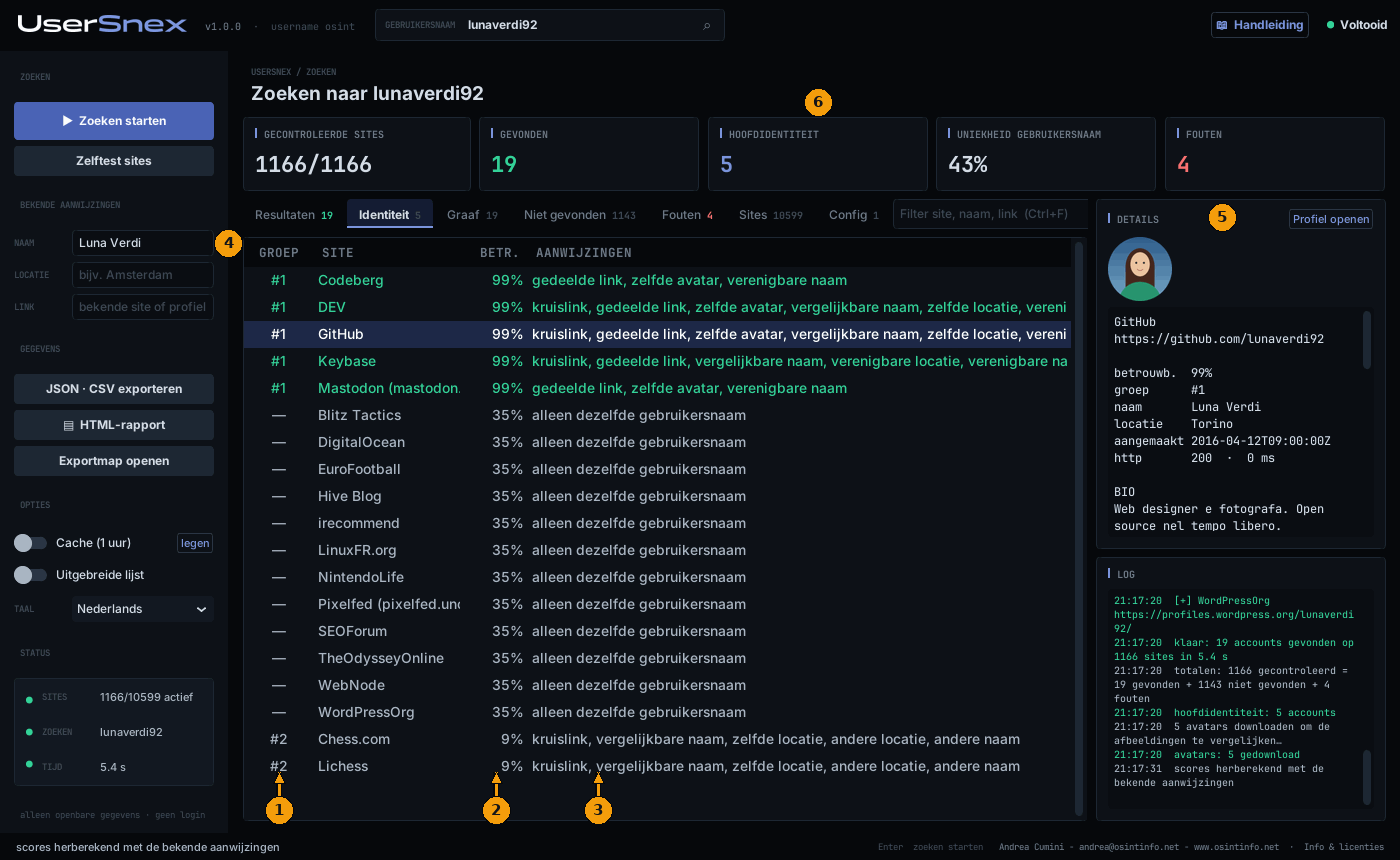 UserSnex v1.0.0 · username osint GEBRUIKERSNAAM lunaverdi92 Handleiding Voltooid
ZOEKEN
Zoeken starten
Zelftest sites
BEKENDE AANWIJZINGEN
NAAM Luna Verdi
LOCATIE bijv. Amsterdam
LINK bekende site of profiel
GEGEVENS
JSON · CSV exporteren
HTML-rapport
Exportmap openen
OPTIES
Cache (1 uur) legen
Uitgebreide lijst
TAAL Nederlands
STATUS
SITES 1166/10599 actief
ZOEKEN lunaverdi92
TIJD 5.4 s
alleen openbare gegevens · geen login
USERSNEX / ZOEKEN
Zoeken naar lunaverdi92
6
GECONTROLEERDE SITES
1166/1166
GEVONDEN
19
HOOFDIDENTITEIT
5
UNIEKHEID GEBRUIKERSNAAM
43%
FOUTEN
4
Resultaten 19 Identiteit 5 Graaf 19 Niet gevonden 1143 Fouten 4 Sites 10599 Config 1 Filter site, naam, link (Ctrl+F)
4
GROEP SITE BETR. AANWIJZINGEN
#1 Codeberg 99% gedeelde link, zelfde avatar, verenigbare naam
#1 DEV 99% kruislink, gedeelde link, zelfde avatar, vergelijkbare naam, zelfde locatie, vereni
#1 GitHub 99% kruislink, gedeelde link, zelfde avatar, vergelijkbare naam, zelfde locatie, vereni
#1 Keybase 99% kruislink, gedeelde link, vergelijkbare naam, verenigbare locatie, verenigbare na
#1 Mastodon (mastodon. 99% gedeelde link, zelfde avatar, verenigbare naam
— Blitz Tactics 35% alleen dezelfde gebruikersnaam
— DigitalOcean 35% alleen dezelfde gebruikersnaam
— EuroFootball 35% alleen dezelfde gebruikersnaam
— Hive Blog 35% alleen dezelfde gebruikersnaam
— irecommend 35% alleen dezelfde gebruikersnaam
— LinuxFR.org 35% alleen dezelfde gebruikersnaam
— NintendoLife 35% alleen dezelfde gebruikersnaam
— Pixelfed (pixelfed.unc 35% alleen dezelfde gebruikersnaam
— SEOForum 35% alleen dezelfde gebruikersnaam
— TheOdysseyOnline 35% alleen dezelfde gebruikersnaam
— WebNode 35% alleen dezelfde gebruikersnaam
— WordPressOrg 35% alleen dezelfde gebruikersnaam
#2 Chess.com 9% kruislink, vergelijkbare naam, zelfde locatie, andere locatie, andere naam
#2 Lichess 9% kruislink, vergelijkbare naam, zelfde locatie, andere locatie, andere naam
1 2 3
DETAILS 5 Profiel openen
GitHub
https://github.com/lunaverdi92
betrouwb. 99%
groep #1
naam Luna Verdi
locatie Torino
aangemaakt 2016-04-12T09:00:00Z
http 200 · 0 ms
BIO
Web designer e fotografa. Open
source nel tempo libero.
LOG
21:17:20 [+] WordPressOrg
https://profiles.wordpress.org/lunaverdi
92/
21:17:20 klaar: 19 accounts gevonden op
1166 sites in 5.4 s
21:17:20 totalen: 1166 gecontroleerd =
19 gevonden + 1143 niet gevonden + 4
fouten
21:17:20 hoofdidentiteit: 5 accounts
21:17:20 5 avatars downloaden om de
afbeeldingen te vergelijken…
21:17:20 avatars: 5 gedownload
21:17:31 scores herberekend met de
bekende aanwijzingen
scores herberekend met de bekende aanwijzingen Enter zoeken starten Andrea Cumini - andrea@osintinfo.net - www.osintinfo.net · Info & licenties